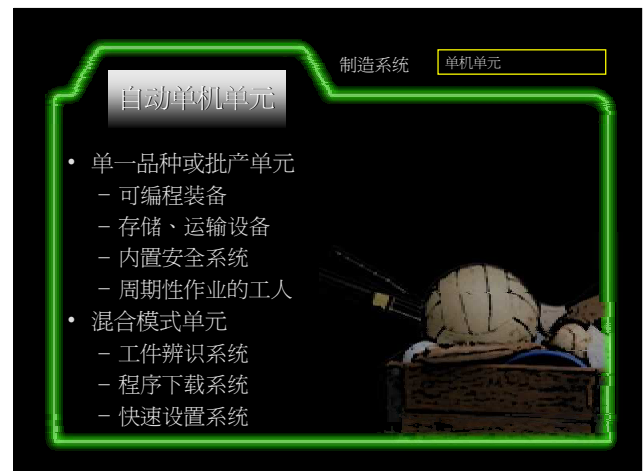 制造系统
单机单元
自动单机单元
• 单一品种或批产单元
– 可编程装备
– 存储、运输设备
– 内置安全系统
– 周期性作业的工人
• 混合模式单元
– 工件辨识系统
– 程序下载系统
– 快速设置系统